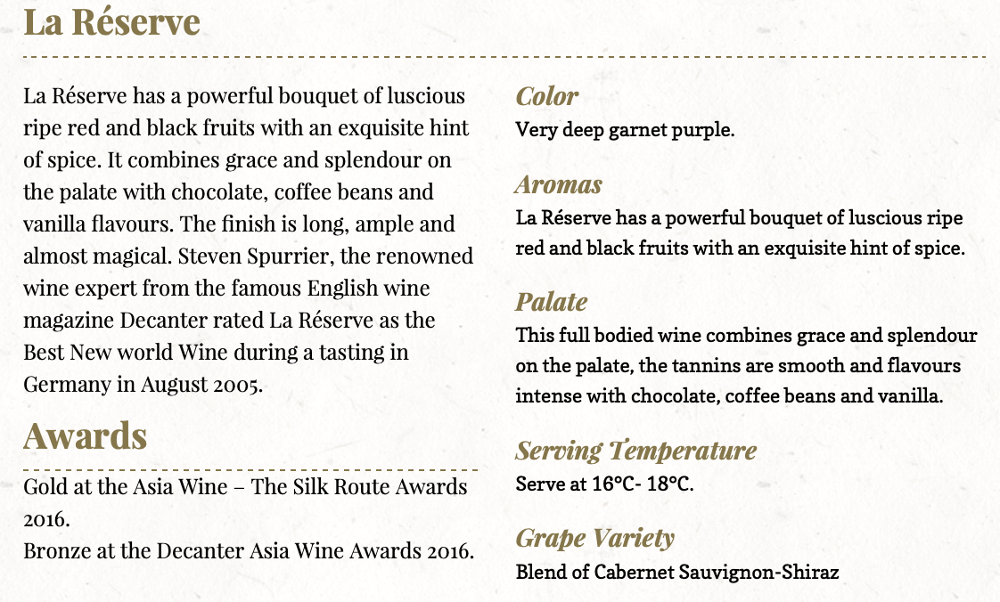 La Réserve
La Réserve has a powerful bouquet of luscious
ripe red and black fruits with an exquisite hint
of spice. It combines grace and splendour on
the palate with chocolate, coffee beans and
vanilla flavours. The finish is long, ample and
almost magical. Steven Spurrier, the renowned
wine expert from the famous English wine
magazine Decanter rated La Réserve as the
Best New world Wine during a tasting in
Germany in August 2005.
Awards
Gold at the Asia Wine – The Silk Route Awards
2016.
Bronze at the Decanter Asia Wine Awards 2016.
Color
Very deep garnet purple.
Aromas
La Réserve has a powerful bouquet of luscious ripe
red and black fruits with an exquisite hint of spice.
Palate
This full bodied wine combines grace and splendour
on the palate, the tannins are smooth and flavours
intense with chocolate, coffee beans and vanilla.
Serving Temperature
Serve at 16°C- 18°C.
Grape Variety
Blend of Cabernet Sauvignon-Shiraz